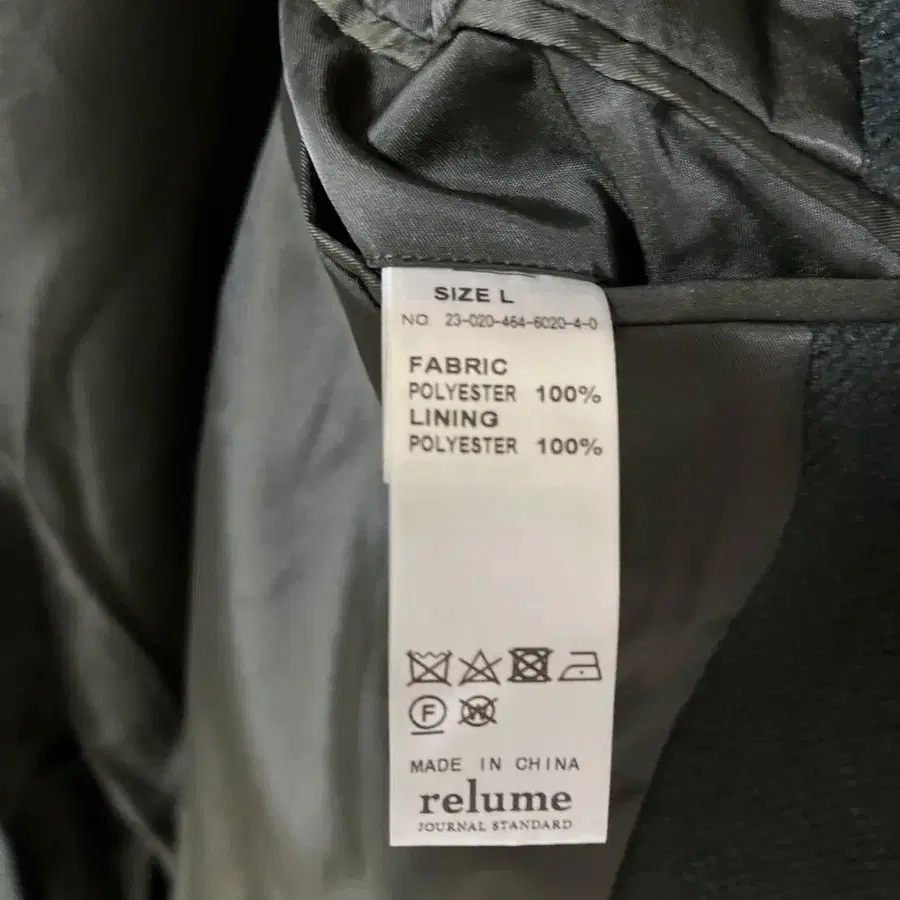 SIZE L
NO. 23-020-464-6020-4-0
FABRIC
POLYESTER 100%
LINING
POLYESTER 100%
F
W
MADE IN CHINA
relume
JOURNAL STANDARD